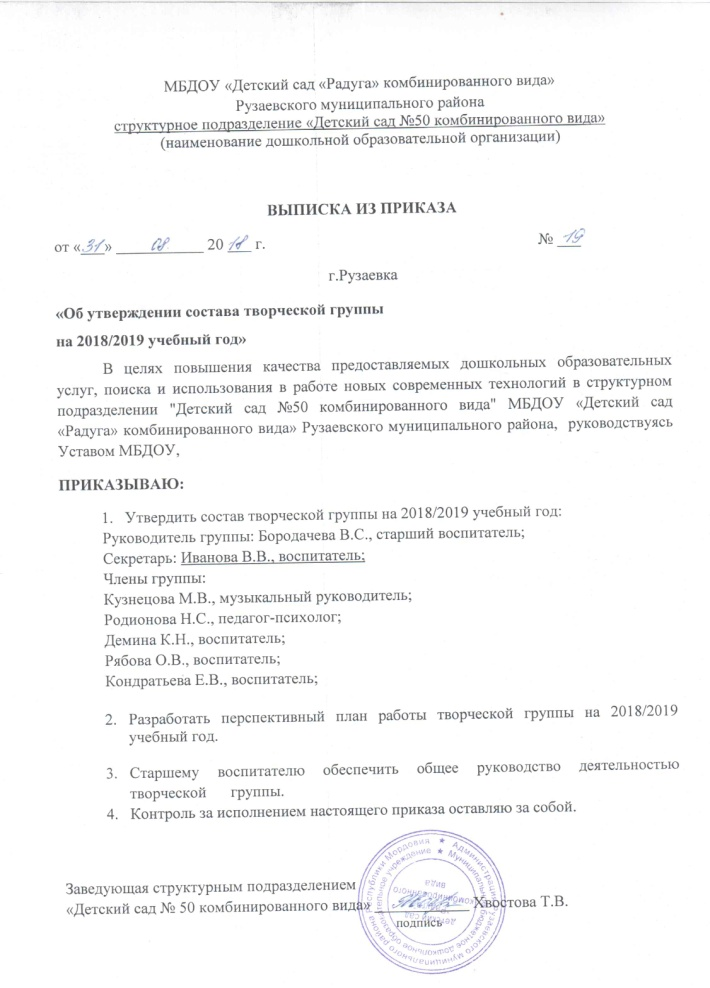 МБДОУ «Детский сад «Радуга» комбинированного вида»
Рузаевского муниципального района
структурное подразделение «Детский сад №50 комбинированного вида»
(наименование дошкольной образовательной организации)
ВЫПИСКА ИЗ ПРИКАЗА
от «31» 08 2018 г. № 19
г.Рузаевка
«Об утверждении состава творческой группы
на 2018/2019 учебный год»
В целях повышения качества предоставляемых дошкольных образовательных
услуг, поиска и использования в работе новых современных технологий в структурном
подразделении "Детский сад №50 комбинированного вида" МБДОУ «Детский сад
«Радуга» комбинированного вида» Рузаевского муниципального района, руководствуясь
Уставом МБДОУ,
ПРИКАЗЫВАЮ:
1. Утвердить состав творческой группы на 2018/2019 учебный год:
Руководитель группы: Бородачева В.С., старший воспитатель;
Секретарь: Иванова В.В., воспитатель;
Члены группы:
Кузнецова М.В., музыкальный руководитель;
Родионова Н.С., педагог-психолог;
Демина К.Н., воспитатель;
Рябова О.В., воспитатель;
Кондратьева Е.В., воспитатель;
2. Разработать перспективный план работы творческой группы на 2018/2019
учебный год.
3. Старшему воспитателю обеспечить общее руководство деятельностью
творческой группы.
4. Контроль за исполнением настоящего приказа оставляю за собой.
Заведующая структурным подразделением
«Детский сад № 50 комбинированного вида» Хвостова Т.В.
подпись